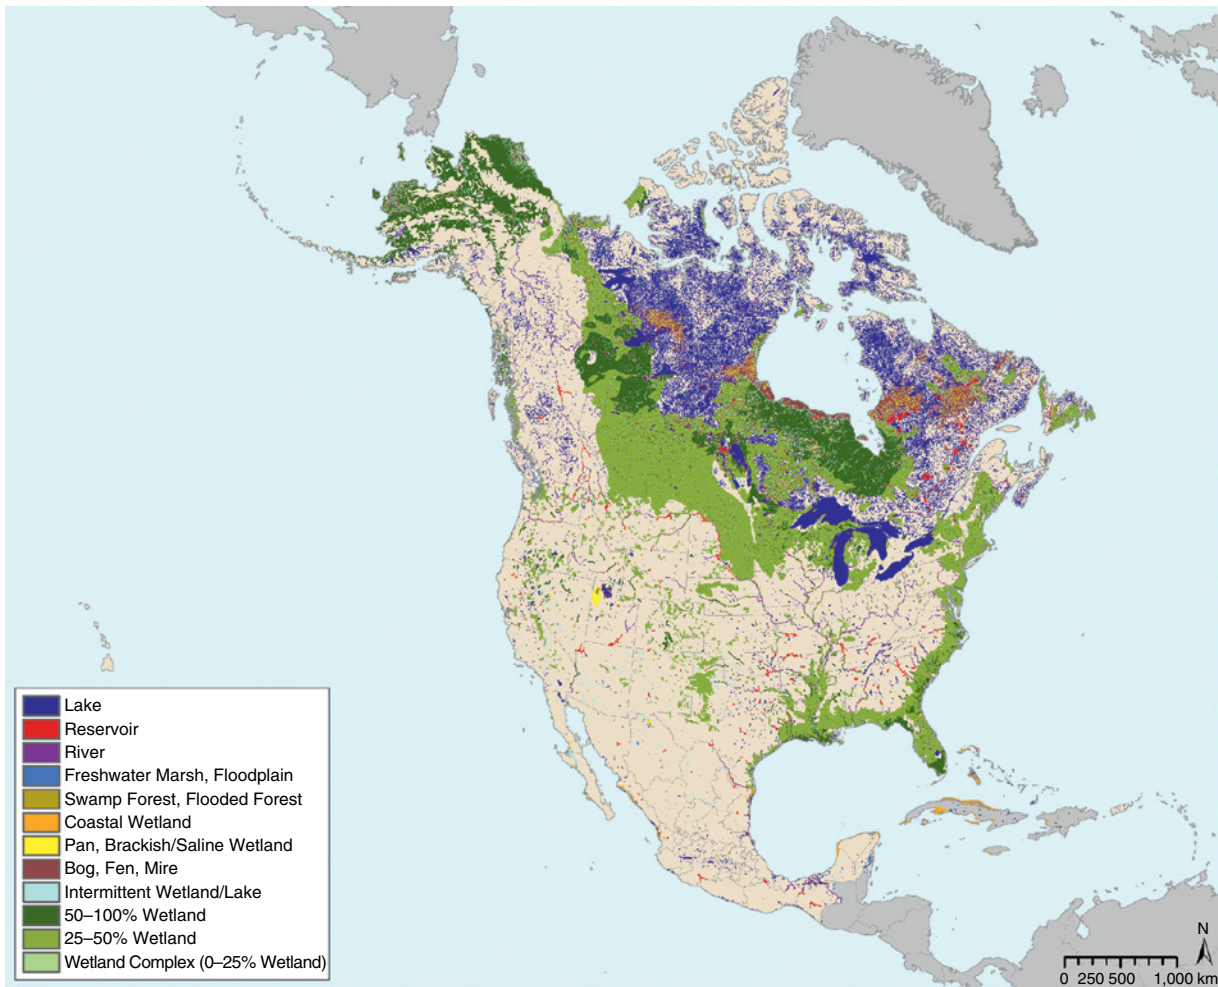 Lake
Reservoir
River
Freshwater Marsh, Floodplain
Swamp Forest, Flooded Forest
Coastal Wetland
Pan, Brackish/Saline Wetland
Bog, Fen, Mire
Intermittent Wetland/Lake
50–100% Wetland
25–50% Wetland
Wetland Complex (0–25% Wetland)
N
0 250 500 1,000 km